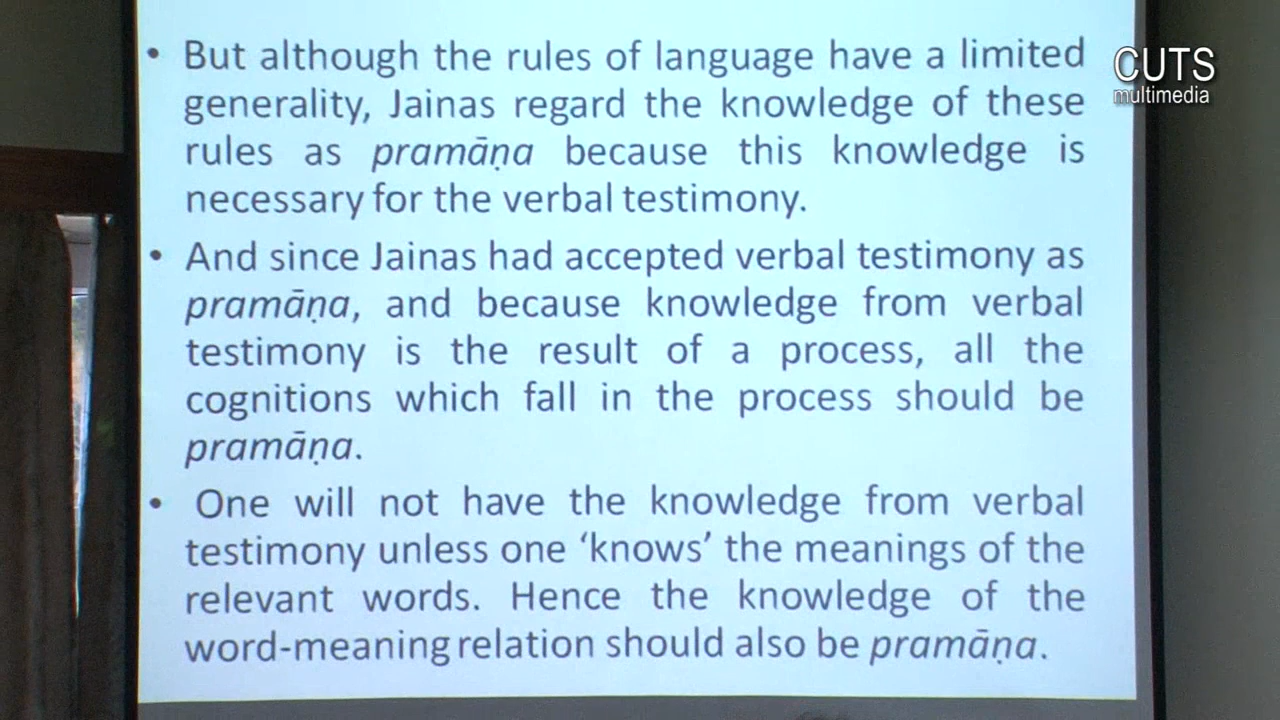 • But although the rules of language have a limited
generality, Jainas regard the knowledge of these
rules as pramāṇa because this knowledge is
necessary for the verbal testimony.
• And since Jainas had accepted verbal testimony as
pramāṇa, and because knowledge from verbal
testimony is the result of a process, all the
cognitions which fall in the process should be
pramāṇa.
• One will not have the knowledge from verbal
testimony unless one ‘knows’ the meanings of the
relevant words. Hence the knowledge of the
word-meaning relation should also be pramāṇa.
CUTS
multimedia